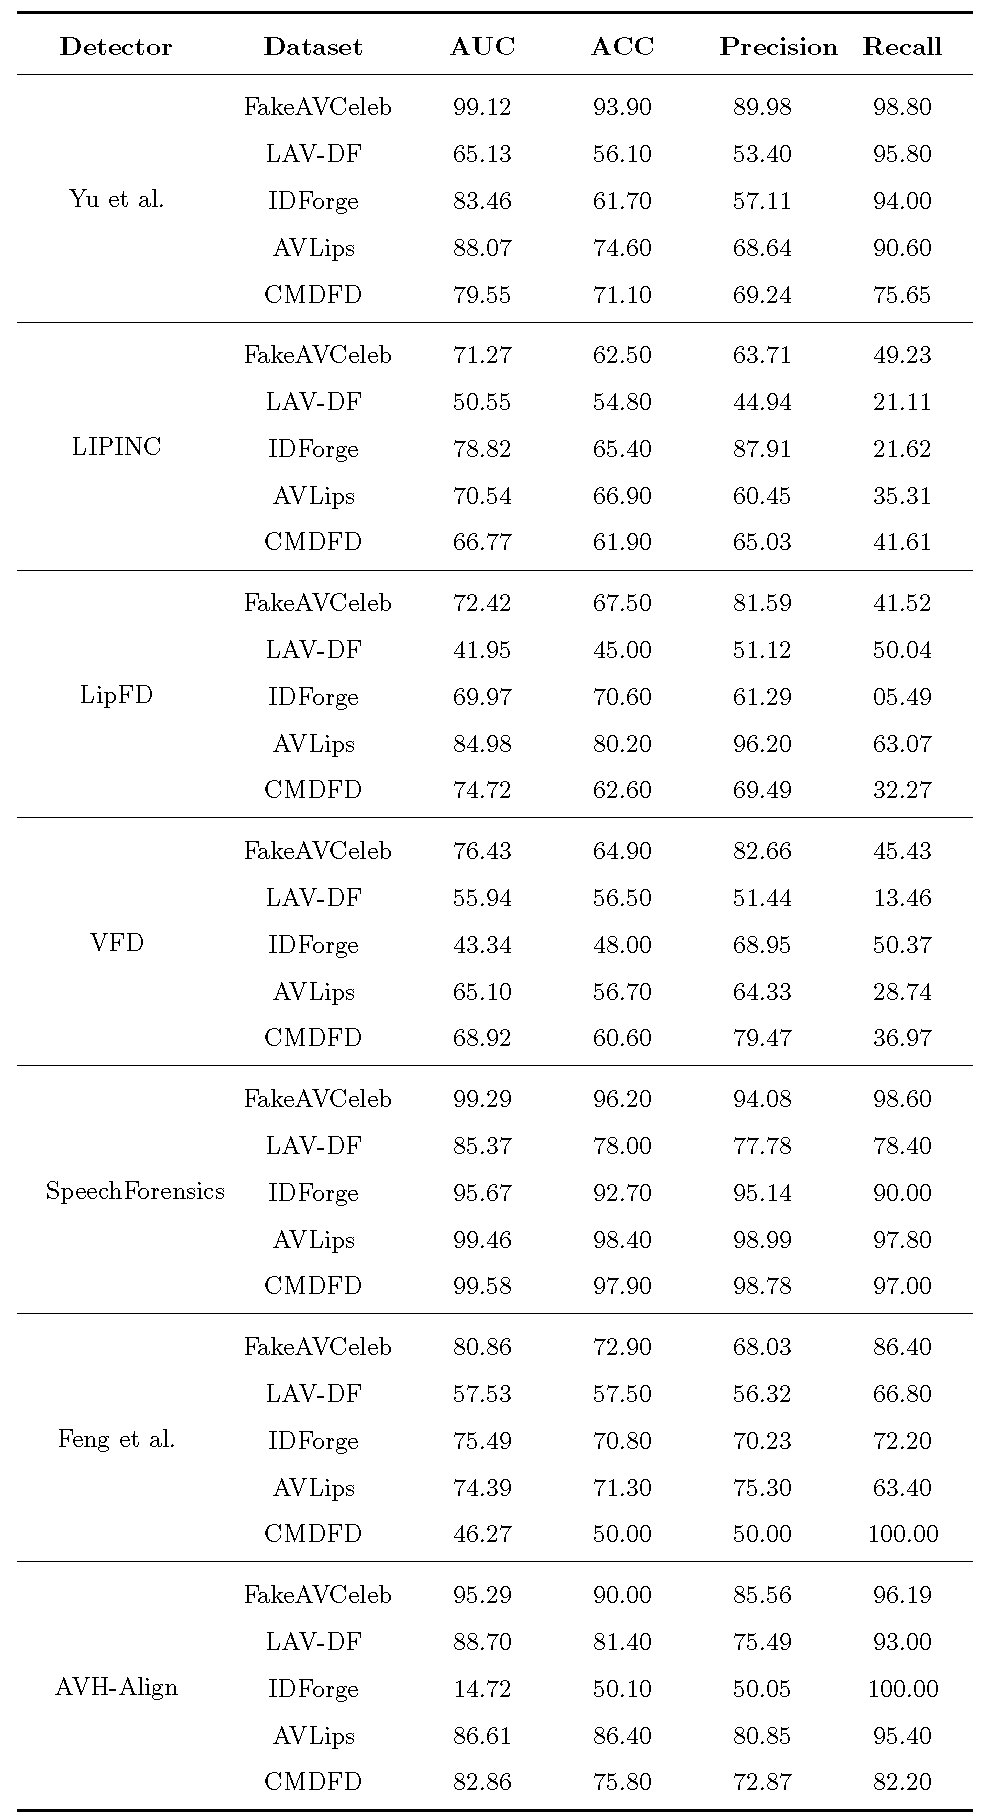 Detector Dataset AUC ACC Precision Recall
FakeAVCeleb 99.12 93.90 89.98 98.80
LAV-DF 65.13 56.10 53.40 95.80
Yu et al. IDForge 83.46 61.70 57.11 94.00
AVLips 88.07 74.60 68.64 90.60
CMDFD 79.55 71.10 69.24 75.65
FakeAVCeleb 71.27 62.50 63.71 49.23
LAV-DF 50.55 54.80 44.94 21.11
LIPINC IDForge 78.82 65.40 87.91 21.62
AVLips 70.54 66.90 60.45 35.31
CMDFD 66.77 61.90 65.03 41.61
FakeAVCeleb 72.42 67.50 81.59 41.52
LAV-DF 41.95 45.00 51.12 50.04
LipFD IDForge 69.97 70.60 61.29 05.49
AVLips 84.98 80.20 96.20 63.07
CMDFD 74.72 62.60 69.49 32.27
FakeAVCeleb 76.43 64.90 82.66 45.43
LAV-DF 55.94 56.50 51.44 13.46
VFD IDForge 43.34 48.00 68.95 50.37
AVLips 65.10 56.70 64.33 28.74
CMDFD 68.92 60.60 79.47 36.97
FakeAVCeleb 99.29 96.20 94.08 98.60
LAV-DF 85.37 78.00 77.78 78.40
SpeechForensics IDForge 95.67 92.70 95.14 90.00
AVLips 99.46 98.40 98.99 97.80
CMDFD 99.58 97.90 98.78 97.00
FakeAVCeleb 80.86 72.90 68.03 86.40
LAV-DF 57.53 57.50 56.32 66.80
Feng et al. IDForge 75.49 70.80 70.23 72.20
AVLips 74.39 71.30 75.30 63.40
CMDFD 46.27 50.00 50.00 100.00
FakeAVCeleb 95.29 90.00 85.56 96.19
LAV-DF 88.70 81.40 75.49 93.00
AVH-Align IDForge 14.72 50.10 50.05 100.00
AVLips 86.61 86.40 80.85 95.40
CMDFD 82.86 75.80 72.87 82.20